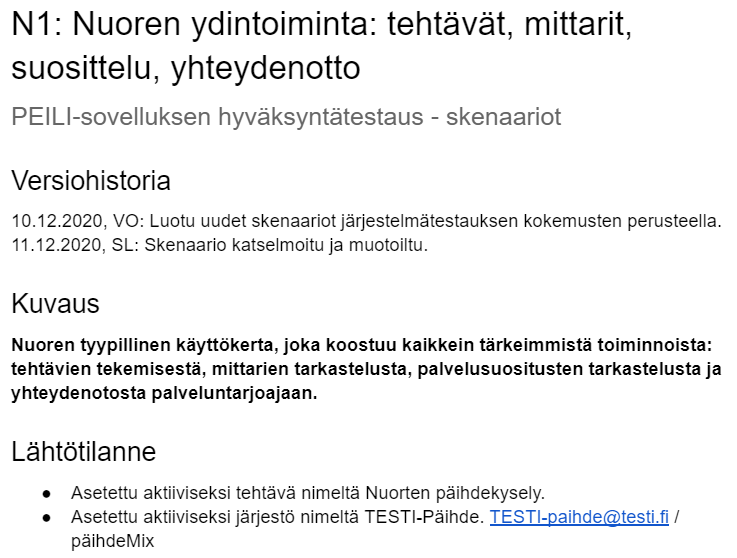 N1: Nuoren ydintoiminta: tehtävät, mittarit,
suosittelu, yhteydenotto
PEILI-sovelluksen hyväksyntätestaus - skenaariot
Versiohistoria
10.12.2020, VO: Luotu uudet skenaariot järjestelmätestauksen kokemusten perusteella.
11.12.2020, SL: Skenaario katselmoitu ja muotoiltu.
Kuvaus
Nuoren tyypillinen käyttökerta, joka koostuu kaikkein tärkeimmistä toiminnoista:
tehtävien tekemisestä, mittarien tarkastelusta, palvelusuositusten tarkastelusta ja
yhteydenotosta palveluntarjoajaan.
Lähtötilanne
● Asetettu aktiiviseksi tehtävä nimeltä Nuorten päihdekysely.
● Asetettu aktiiviseksi järjestö nimeltä TESTI-Päihde. TESTI-paihde@testi.fi /
päihdeMix